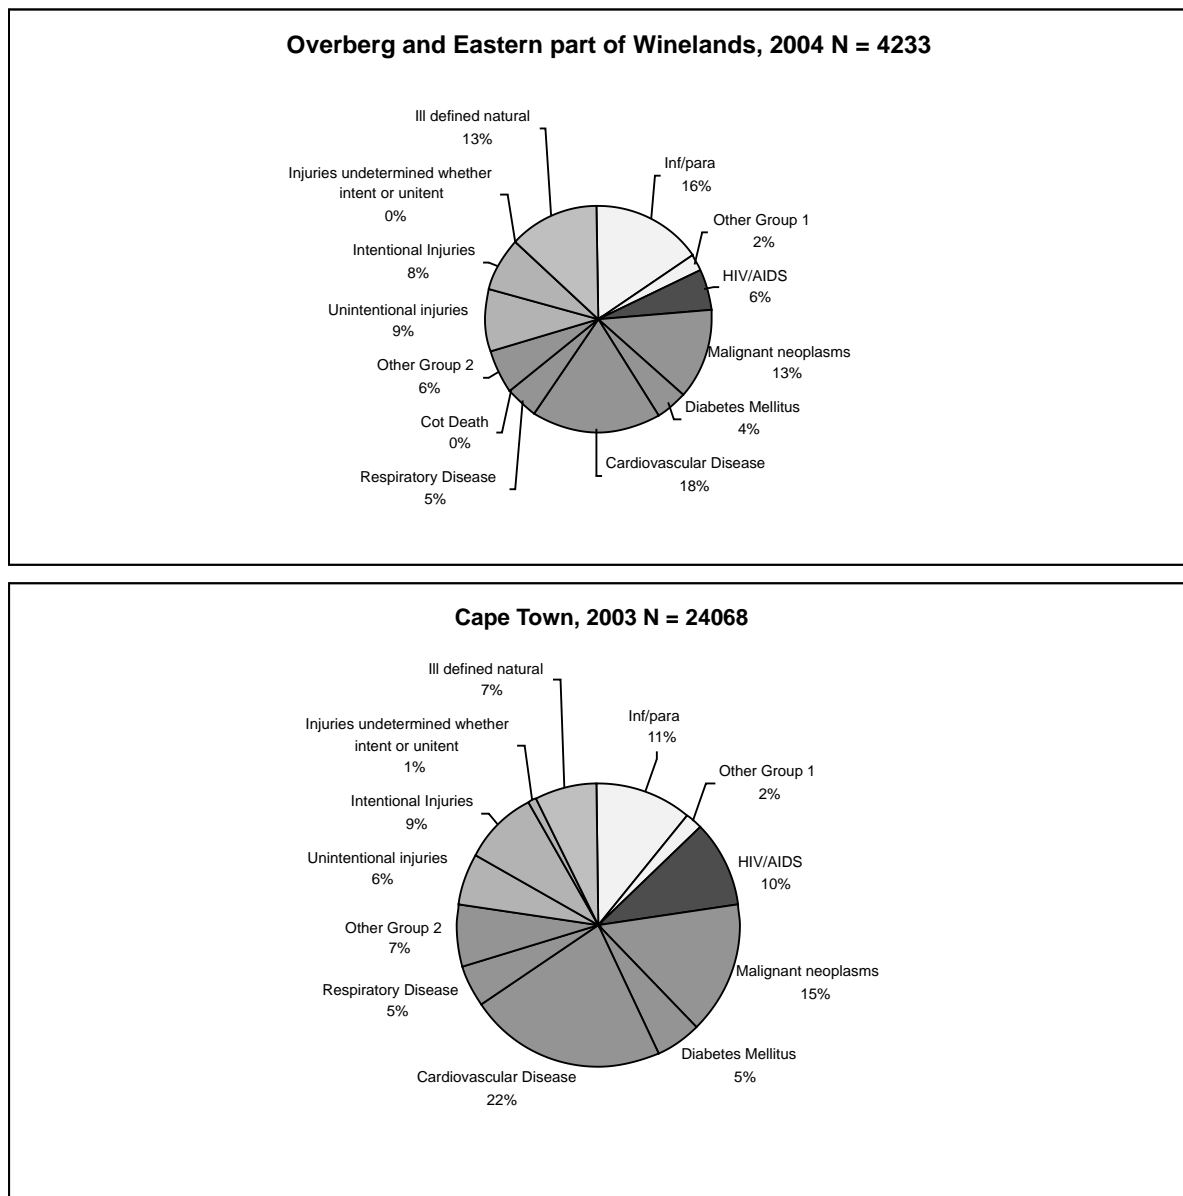 Overberg and Eastern part of Winelands, 2004 N = 4233
Ill defined natural
13%
Inf/para
16%
Injuries undetermined whether
intent or unitent
0%
Other Group 1
2%
Intentional Injuries
8%
HIV/AIDS
6%
Unintentional injuries
9%
Malignant neoplasms
13%
Other Group 2
6%
Diabetes Mellitus
4%
Cot Death
0%
Cardiovascular Disease
18%
Respiratory Disease
5%
Cape Town, 2003 N = 24068
Ill defined natural
7%
Inf/para
11%
Injuries undetermined whether
intent or unitent
1%
Other Group 1
2%
Intentional Injuries
9%
HIV/AIDS
10%
Unintentional injuries
6%
Other Group 2
7%
Malignant neoplasms
15%
Respiratory Disease
5%
Diabetes Mellitus
5%
Cardiovascular Disease
22%